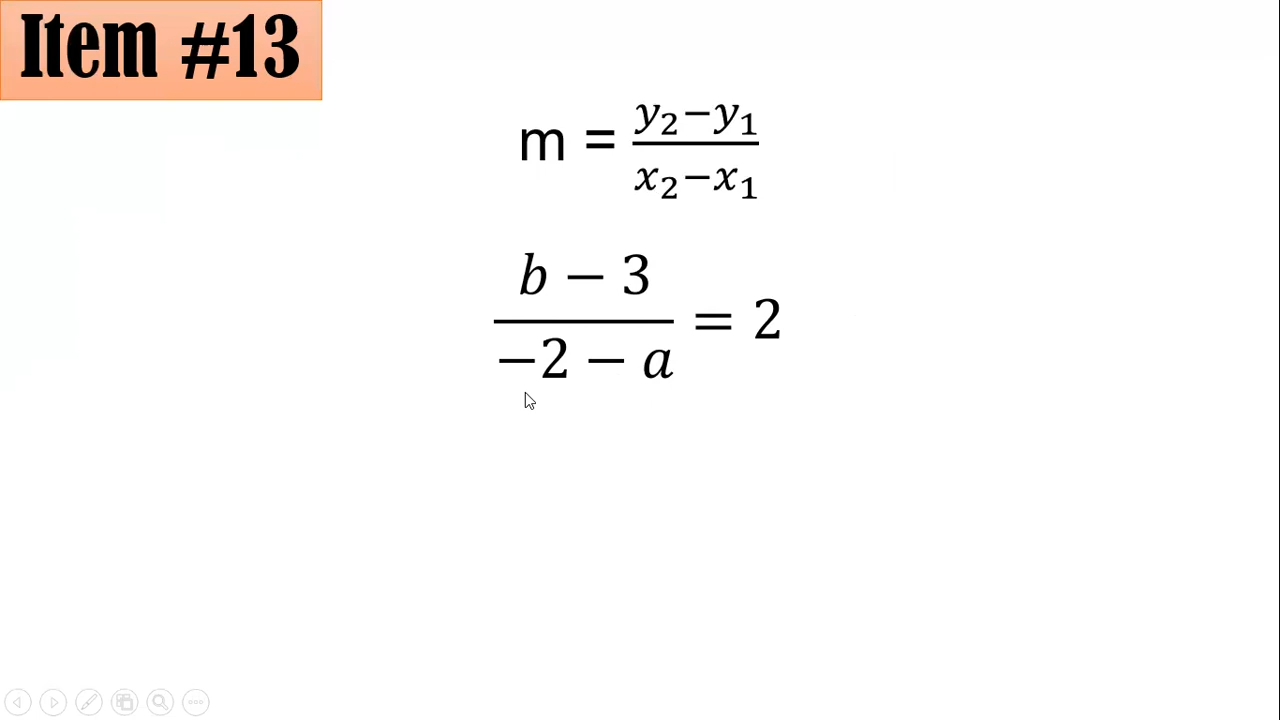 Item #13
m = y₂−y₁/x₂−x₁
b − 3/−2 − a = 2